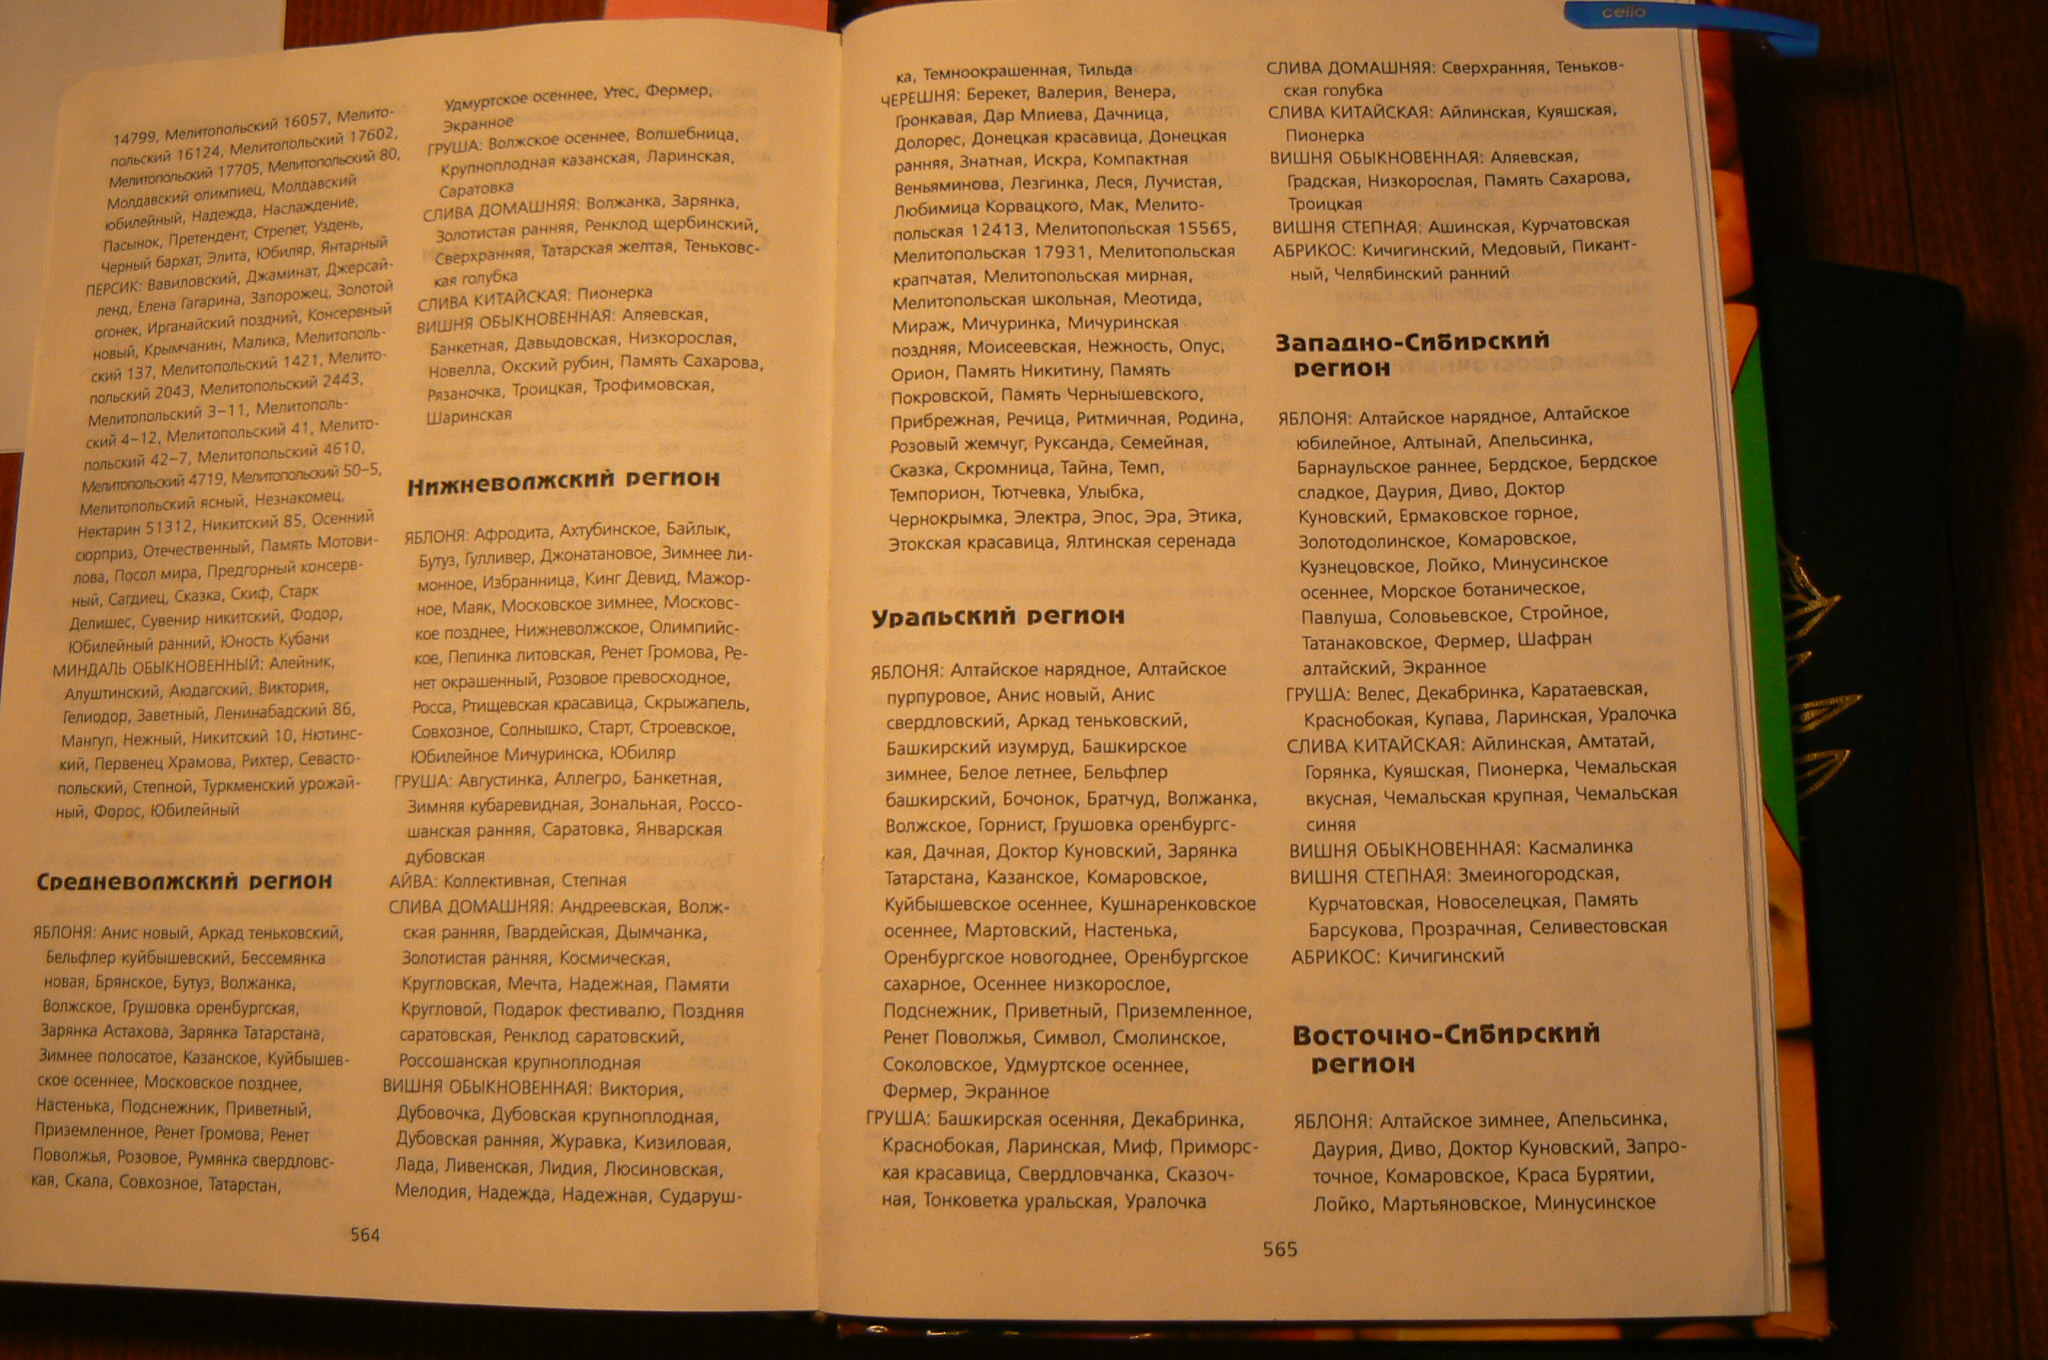 14799, Мелитопольский 16057, Мелито-
польский 16124, Мелитопольский 17602,
Мелитопольский 17705, Мелитопольский 80,
Молдавский олимпиец, Молдавский
юбилейный, Надежда, Наслаждение,
Пасынок, Претендент, Стрепет, Уздень,
Черный бархат, Элита, Юбиляр, Янтарный
ПЕРСИК: Вавиловский, Джаминат, Джерсай-
ленд, Елена Гагарина, Запорожец, Золотой
огонек, Ирганайский поздний, Консервный
новый, Крымчанин, Малика, Мелитополь-
ский 137, Мелитопольский 1421, Мелито-
польский 2043, Мелитопольский 2443,
Мелитопольский 3–11, Мелитополь-
ский 4–12, Мелитопольский 41, Мелито-
польский 42–7, Мелитопольский 4610,
Мелитопольский 4719, Мелитопольский 50–5,
Мелитопольский ясный, Незнакомец,
Нектарин 51312, Никитский 85, Осенний
сюрприз, Отечественный, Память Мотови-
лова, Посол мира, Предгорный консерв-
ный, Сагдиец, Сказка, Скиф, Старк
Делишес, Сувенир никитский, Фодор,
Юбилейный ранний, Юность Кубани
МИНДАЛЬ ОБЫКНОВЕННЫЙ: Алейник,
Алуштинский, Аюдагский, Виктория,
Гелиодор, Заветный, Ленинабадский 86,
Мангуп, Нежный, Никитский 10, Нютинс-
кий, Первенец Храмова, Рихтер, Севасто-
польский, Степной, Туркменский урожай-
ный, Форос, Юбилейный
Средневолжский регион
ЯБЛОНЯ: Анис новый, Аркад теньковский,
Бельфлер куйбышевский, Бессемянка
новая, Брянское, Бутуз, Волжанка,
Волжское, Грушовка оренбургская,
Зарянка Астахова, Зарянка Татарстана,
Зимнее полосатое, Казанское, Куйбышев-
ское осеннее, Московское позднее,
Настенька, Подснежник, Приветный,
Приземленное, Ренет Громова, Ренет
Поволжья, Розовое, Румянка свердловс-
кая, Скала, Совхозное, Татарстан,
564
Удмуртское осеннее, Утес, Фермер,
Экранное
ГРУША: Волжское осеннее, Волшебница,
Крупноплодная казанская, Ларинская,
Саратовка
СЛИВА ДОМАШНЯЯ: Волжанка, Зарянка,
Золотистая ранняя, Ренклод щербинский,
Сверхранняя, Татарская желтая, Теньковс-
кая голубка
СЛИВА КИТАЙСКАЯ: Пионерка
ВИШНЯ ОБЫКНОВЕННАЯ: Аляевская,
Банкетная, Давыдовская, Низкорослая,
Новелла, Окский рубин, Память Сахарова,
Рязаночка, Троицкая, Трофимовская,
Шаринская
Нижневолжский регион
ЯБЛОНЯ: Афродита, Ахтубинское, Байлык,
Бутуз, Гулливер, Джонатановое, Зимнее ли-
монное, Избранница, Кинг Девид, Мажор-
ное, Маяк, Московское зимнее, Московс-
кое позднее, Нижневолжское, Олимпийс-
кое, Пепинка литовская, Ренет Громова, Ре-
нет окрашенный, Розовое превосходное,
Росса, Ртищевская красавица, Скрыжапель,
Совхозное, Солнышко, Старт, Строевское,
Юбилейное Мичуринска, Юбиляр
ГРУША: Августинка, Аллегро, Банкетная,
Зимняя кубаревидная, Зональная, Россо-
шанская ранняя, Саратовка, Январская
дубовская
АЙВА: Коллективная, Степная
СЛИВА ДОМАШНЯЯ: Андреевская, Волж-
ская ранняя, Гвардейская, Дымчанка,
Золотистая ранняя, Космическая,
Кругловская, Мечта, Надежная, Памяти
Кругловой, Подарок фестивалю, Поздняя
саратовская, Ренклод саратовский,
Россошанская крупноплодная
ВИШНЯ ОБЫКНОВЕННАЯ: Виктория,
Дубовочка, Дубовская крупноплодная,
Дубовская ранняя, Журавка, Кизиловая,
Лада, Ливенская, Лидия, Люсиновская,
Мелодия, Надежда, Надежная, Сударуш-
ка, Темноокрашенная, Тильда
ЧЕРЕШНЯ: Берекет, Валерия, Венера,
Гронкавая, Дар Млиева, Дачница,
Долорес, Донецкая красавица, Донецкая
ранняя, Знатная, Искра, Компактная
Веньяминова, Лезгинка, Леся, Лучистая,
Любимица Корвацкого, Мак, Мелито-
польская 12413, Мелитопольская 15565,
Мелитопольская 17931, Мелитопольская
крапчатая, Мелитопольская мирная,
Мелитопольская школьная, Меотида,
Мираж, Мичуринка, Мичуринская
поздняя, Моисеевская, Нежность, Опус,
Орион, Память Никитину, Память
Покровской, Память Чернышевского,
Прибрежная, Речица, Ритмичная, Родина,
Розовый жемчуг, Руксанда, Семейная,
Сказка, Скромница, Тайна, Темп,
Темпорион, Тютчевка, Улыбка,
Чернокрымка, Электра, Эпос, Эра, Этика,
Этокская красавица, Ялтинская серенада
Уральский регион
ЯБЛОНЯ: Алтайское нарядное, Алтайское
пурпуровое, Анис новый, Анис
свердловский, Аркад теньковский,
Башкирский изумруд, Башкирское
зимнее, Белое летнее, Бельфлер
башкирский, Бочонок, Братчуд, Волжанка,
Волжское, Горнист, Грушовка оренбургс-
кая, Дачная, Доктор Куновский, Зарянка
Татарстана, Казанское, Комаровское,
Куйбышевское осеннее, Кушнаренковское
осеннее, Мартовский, Настенька,
Оренбургское новогоднее, Оренбургское
сахарное, Осеннее низкорослое,
Подснежник, Приветный, Приземленное,
Ренет Поволжья, Символ, Смолинское,
Соколовское, Удмуртское осеннее,
Фермер, Экранное
ГРУША: Башкирская осенняя, Декабринка,
Краснобокая, Ларинская, Миф, Приморс-
кая красавица, Свердловчанка, Сказоч-
ная, Тонковетка уральская, Уралочка
565
cello
СЛИВА ДОМАШНЯЯ: Сверхранняя, Теньков-
ская голубка
СЛИВА КИТАЙСКАЯ: Айлинская, Куяшская,
Пионерка
ВИШНЯ ОБЫКНОВЕННАЯ: Аляевская,
Градская, Низкорослая, Память Сахарова,
Троицкая
ВИШНЯ СТЕПНАЯ: Ашинская, Курчатовская
АБРИКОС: Кичигинский, Медовый, Пикант-
ный, Челябинский ранний
Западно-Сибирский
регион
ЯБЛОНЯ: Алтайское нарядное, Алтайское
юбилейное, Алтынай, Апельсинка,
Барнаульское раннее, Бердское, Бердское
сладкое, Даурия, Диво, Доктор
Куновский, Ермаковское горное,
Золотодолинское, Комаровское,
Кузнецовское, Лойко, Минусинское
осеннее, Морское ботаническое,
Павлуша, Соловьевское, Стройное,
Татанаковское, Фермер, Шафран
алтайский, Экранное
ГРУША: Велес, Декабринка, Каратаевская,
Краснобокая, Купава, Ларинская, Уралочка
СЛИВА КИТАЙСКАЯ: Айлинская, Амтатай,
Горянка, Куяшская, Пионерка, Чемальская
вкусная, Чемальская крупная, Чемальская
синяя
ВИШНЯ ОБЫКНОВЕННАЯ: Касмалинка
ВИШНЯ СТЕПНАЯ: Змеиногородская,
Курчатовская, Новоселецкая, Память
Барсукова, Прозрачная, Селивестовская
АБРИКОС: Кичигинский
Восточно-Сибирский
регион
ЯБЛОНЯ: Алтайское зимнее, Апельсинка,
Даурия, Диво, Доктор Куновский, Запро-
точное, Комаровское, Краса Бурятии,
Лойко, Мартьяновское, Минусинское